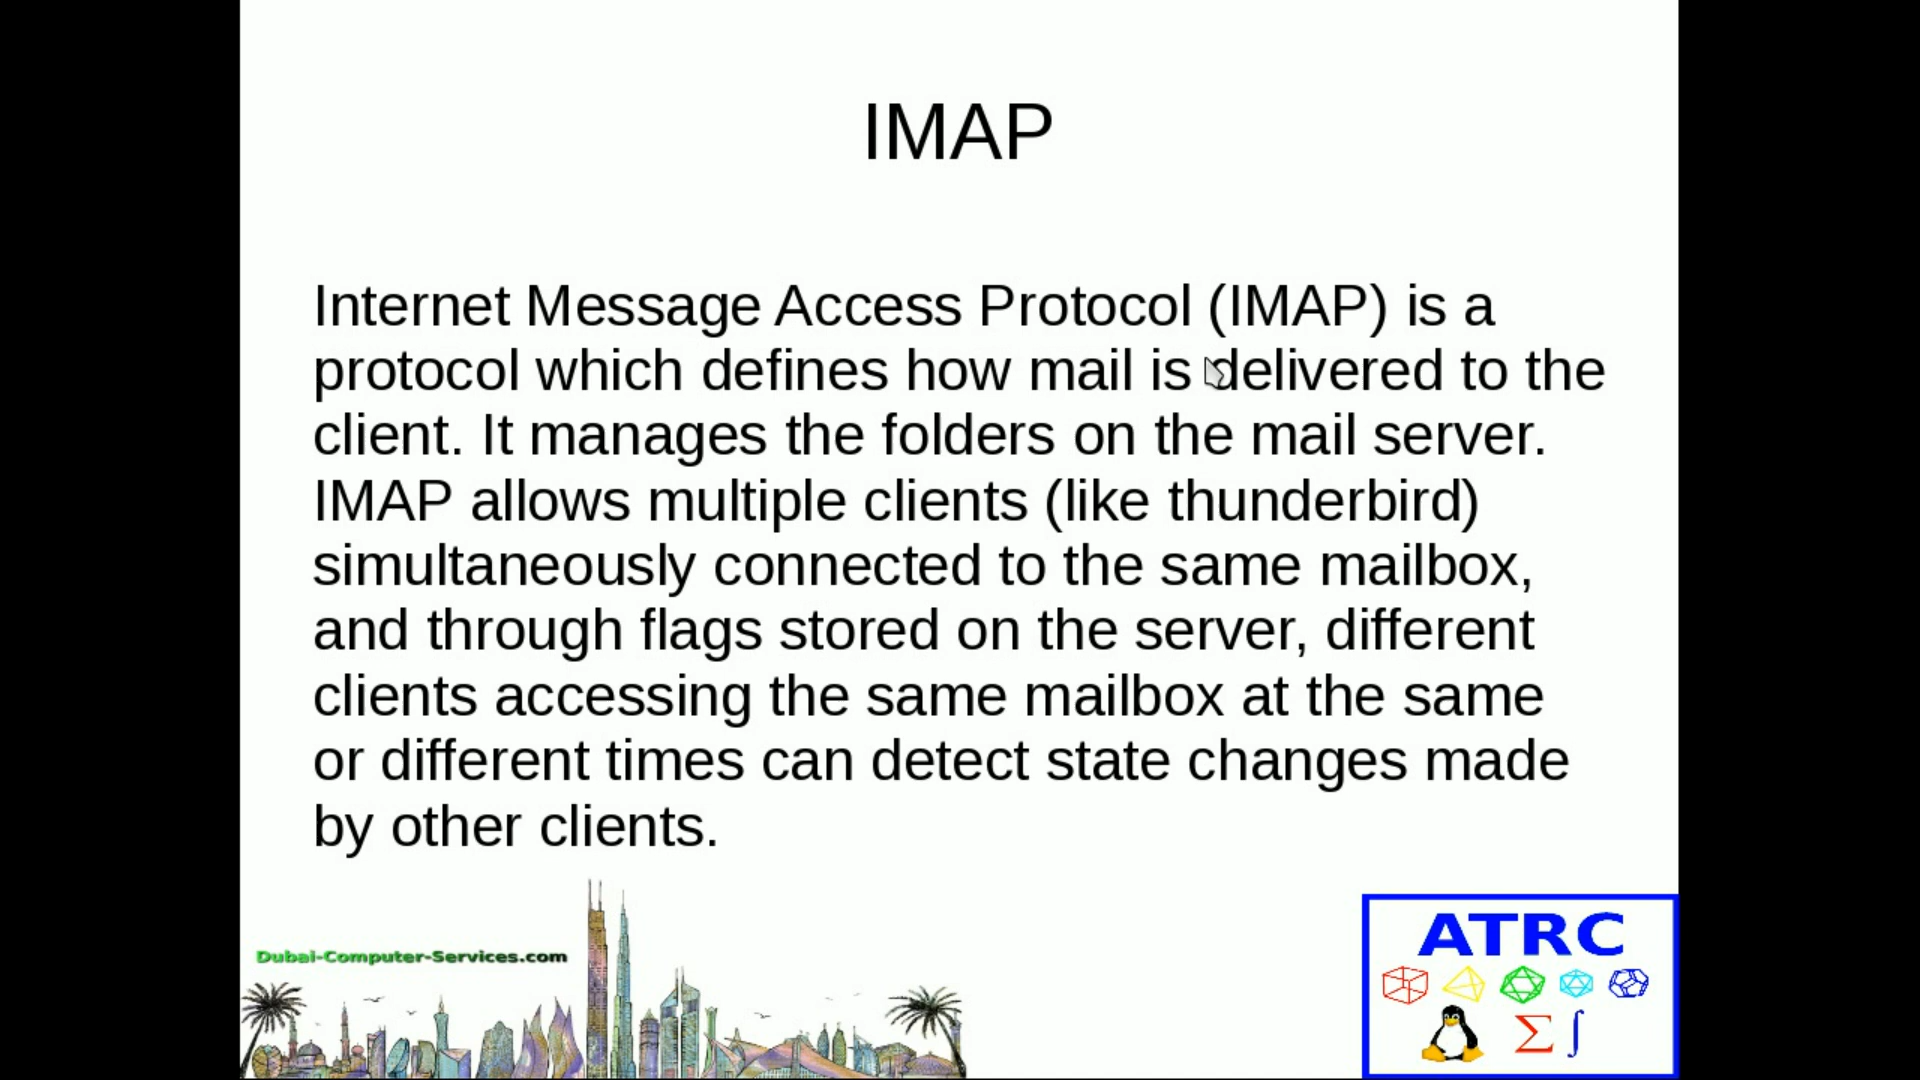 IMAP
Internet Message Access Protocol (IMAP) is a
protocol which defines how mail is delivered to the
client. It manages the folders on the mail server.
IMAP allows multiple clients (like thunderbird)
simultaneously connected to the same mailbox,
and through flags stored on the server, different
clients accessing the same mailbox at the same
or different times can detect state changes made
by other clients.
Dubai-Computer-Services.com
ATRC
Σ ∫